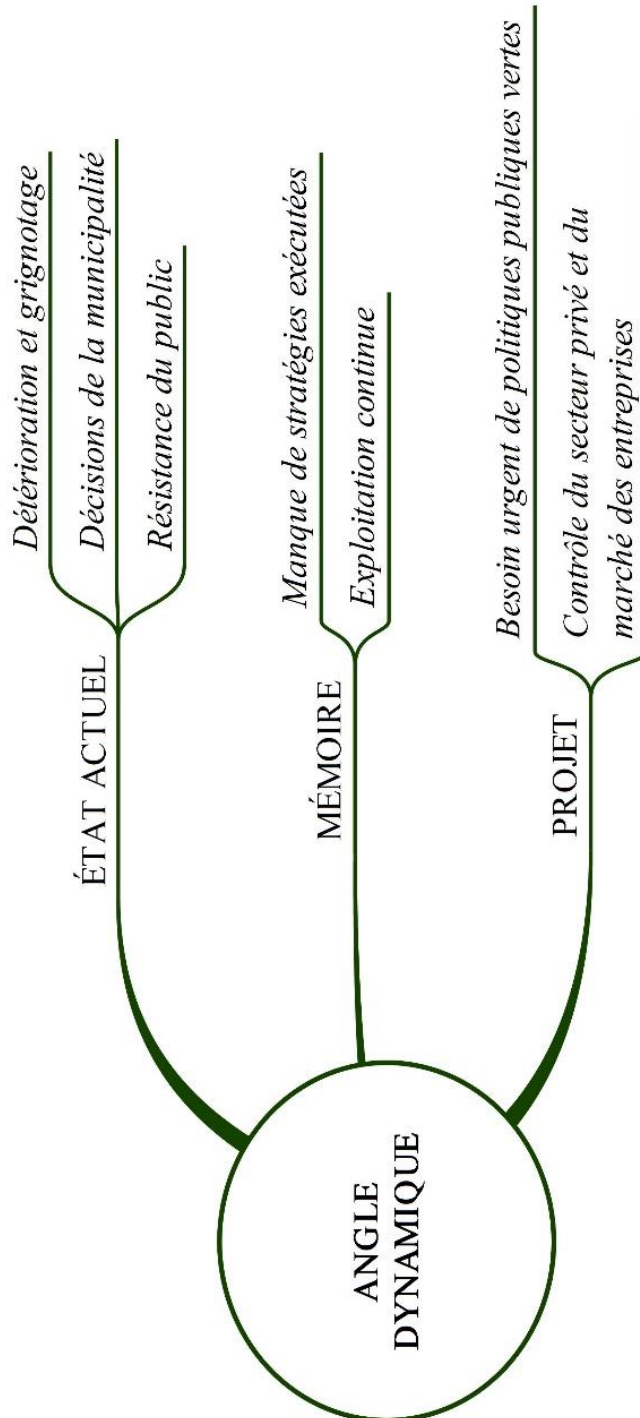 ANGLE
DYNAMIQUE
ÉTAT ACTUEL
Détérioration et grignotage
Décisions de la municipalité
Résistance du public
MÉMOIRE
Manque de stratégies exécutées
Exploitation continue
PROJET
Besoin urgent de politiques publiques vertes
Contrôle du secteur privé et du
marché des entreprises